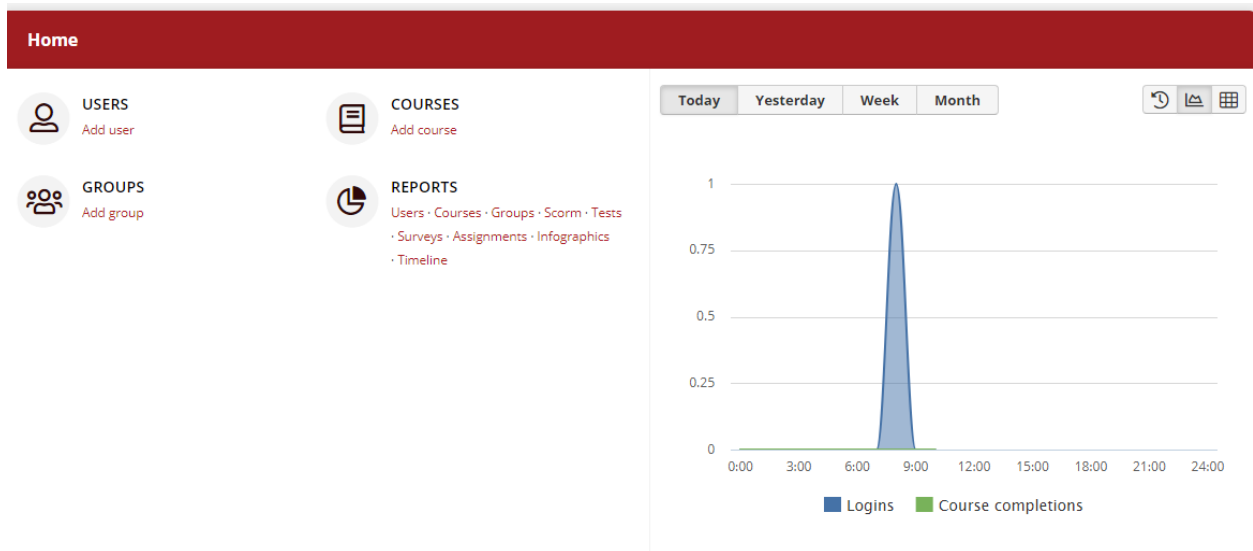 Home
USERS
Add user
COURSES
Add course
GROUPS
Add group
REPORTS
Users · Courses · Groups · Scorm · Tests
· Surveys · Assignments · Infographics
· Timeline
Today Yesterday Week Month
1
0.75
0.5
0.25
0
0:00 3:00 6:00 9:00 12:00 15:00 18:00 21:00 24:00
Logins Course completions